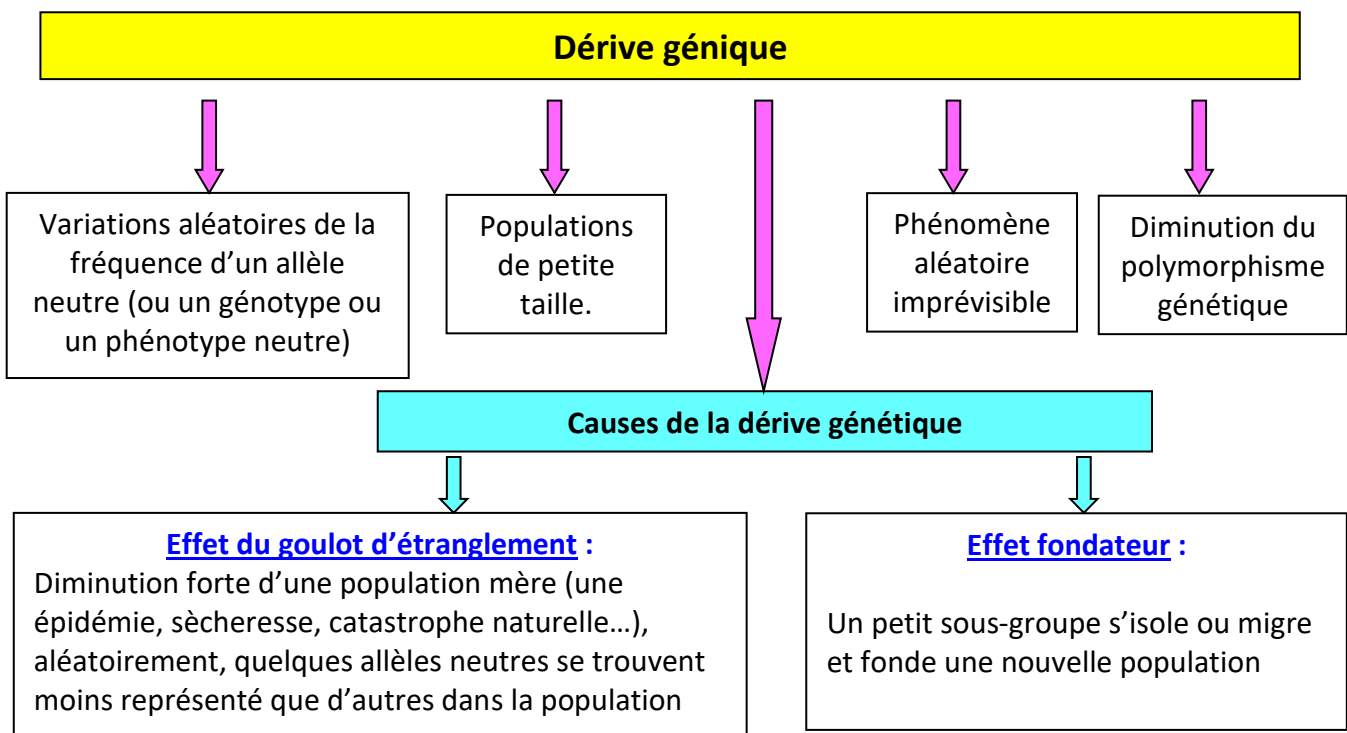 Dérive génique
Variations aléatoires de la
fréquence d’un allèle
neutre (ou un génotype ou
un phénotype neutre)
Populations
de petite
taille.
Phénomène
aléatoire
imprévisible
Diminution du
polymorphisme
génétique
Causes de la dérive génétique
Effet du goulot d’étranglement :
Diminution forte d’une population mère (une
épidémie, sècheresse, catastrophe naturelle…),
aléatoirement, quelques allèles neutres se trouvent
moins représenté que d’autres dans la population
Effet fondateur :
Un petit sous-groupe s’isole ou migre
et fonde une nouvelle population